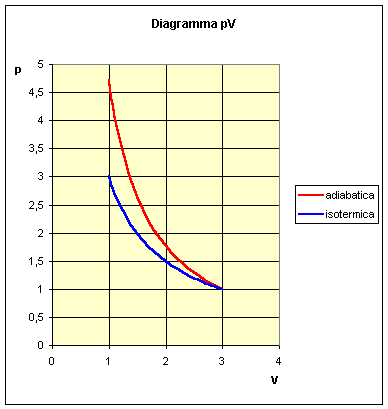 Diagramma pV
p
5
4,5
4
3,5
3
2,5
2
1,5
1
0,5
0
0 1 2 3 4
V
adiabatica
isotermica